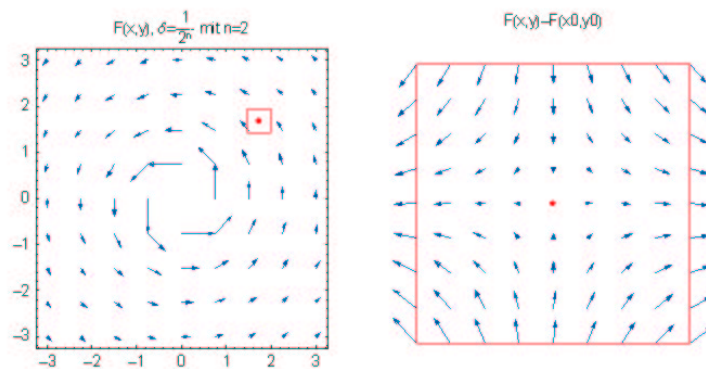 F(x,y), δ=1/2ⁿ mit n=2
F(x,y)–F(x0,y0)
3
2
1
0
–1
–2
–3
–3 –2 –1 0 1 2 3